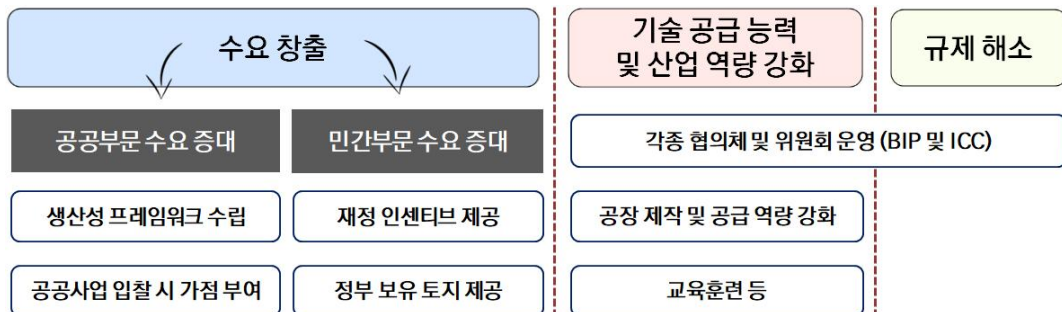 수요 창출
기술 공급 능력
및 산업 역량 강화
규제 해소
공공부문 수요 증대
민간부문 수요 증대
각종 협의체 및 위원회 운영 (BIP 및 ICC)
생산성 프레임워크 수립
재정 인센티브 제공
공장 제작 및 공급 역량 강화
공공사업 입찰 시 가점 부여
정부 보유 토지 제공
교육훈련 등